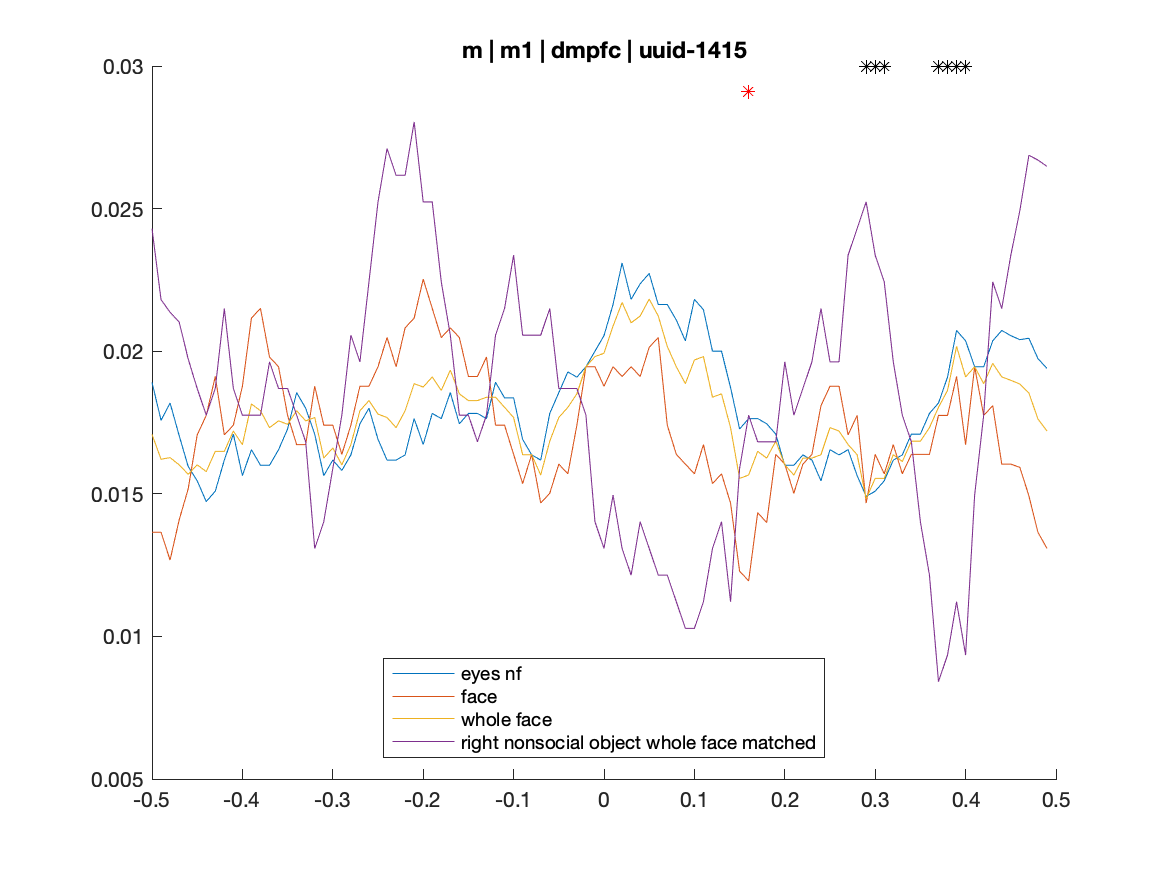 m | m1 | dmpfc | uuid-1415
0.03
0.025
0.02
0.015
0.01
0.005
eyes nf
face
whole face
right nonsocial object whole face matched
-0.5 -0.4 -0.3 -0.2 -0.1 0 0.1 0.2 0.3 0.4 0.5